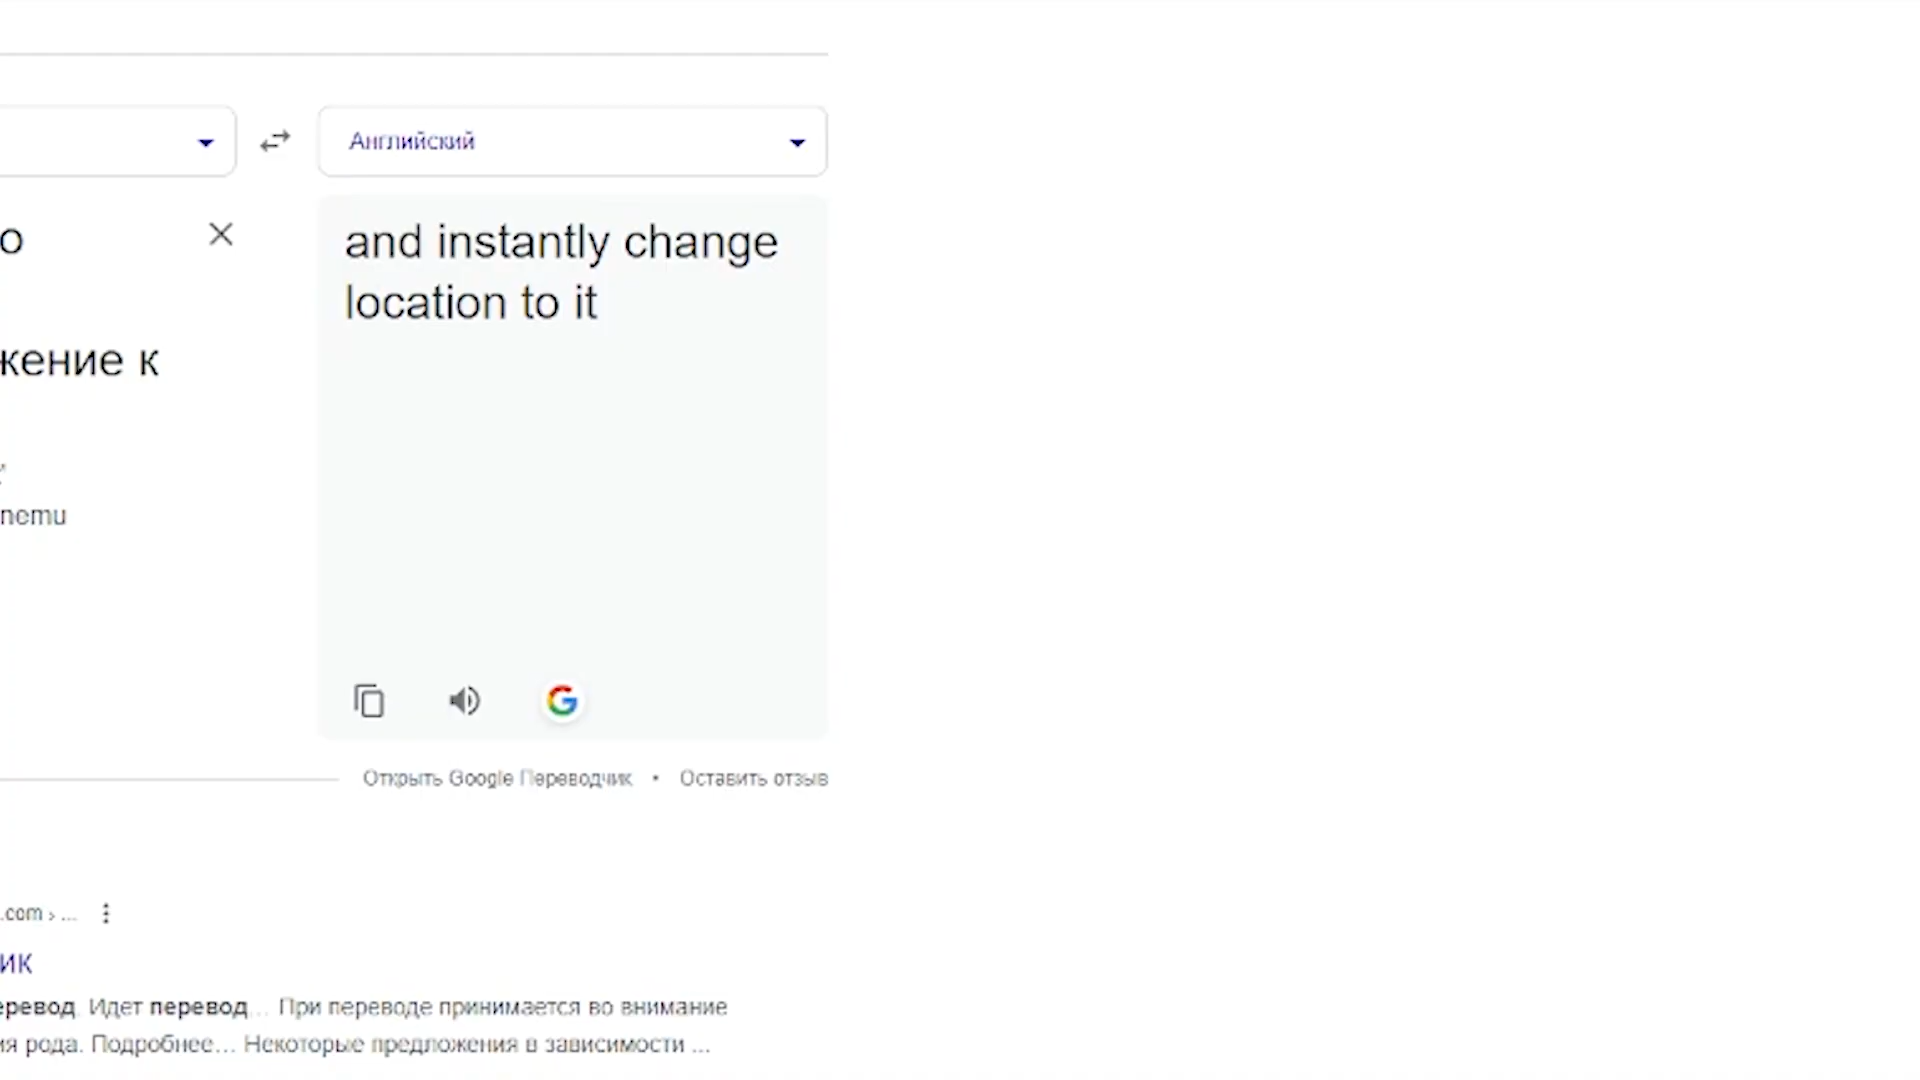 Английский
о
and instantly change
location to it
жение к
nemu
Открыть Google Переводчик • Оставить отзыв
.com › ...
ик
еревод. Идет перевод... При переводе принимается во внимание
ия рода. Подробнее... Некоторые предложения в зависимости ...